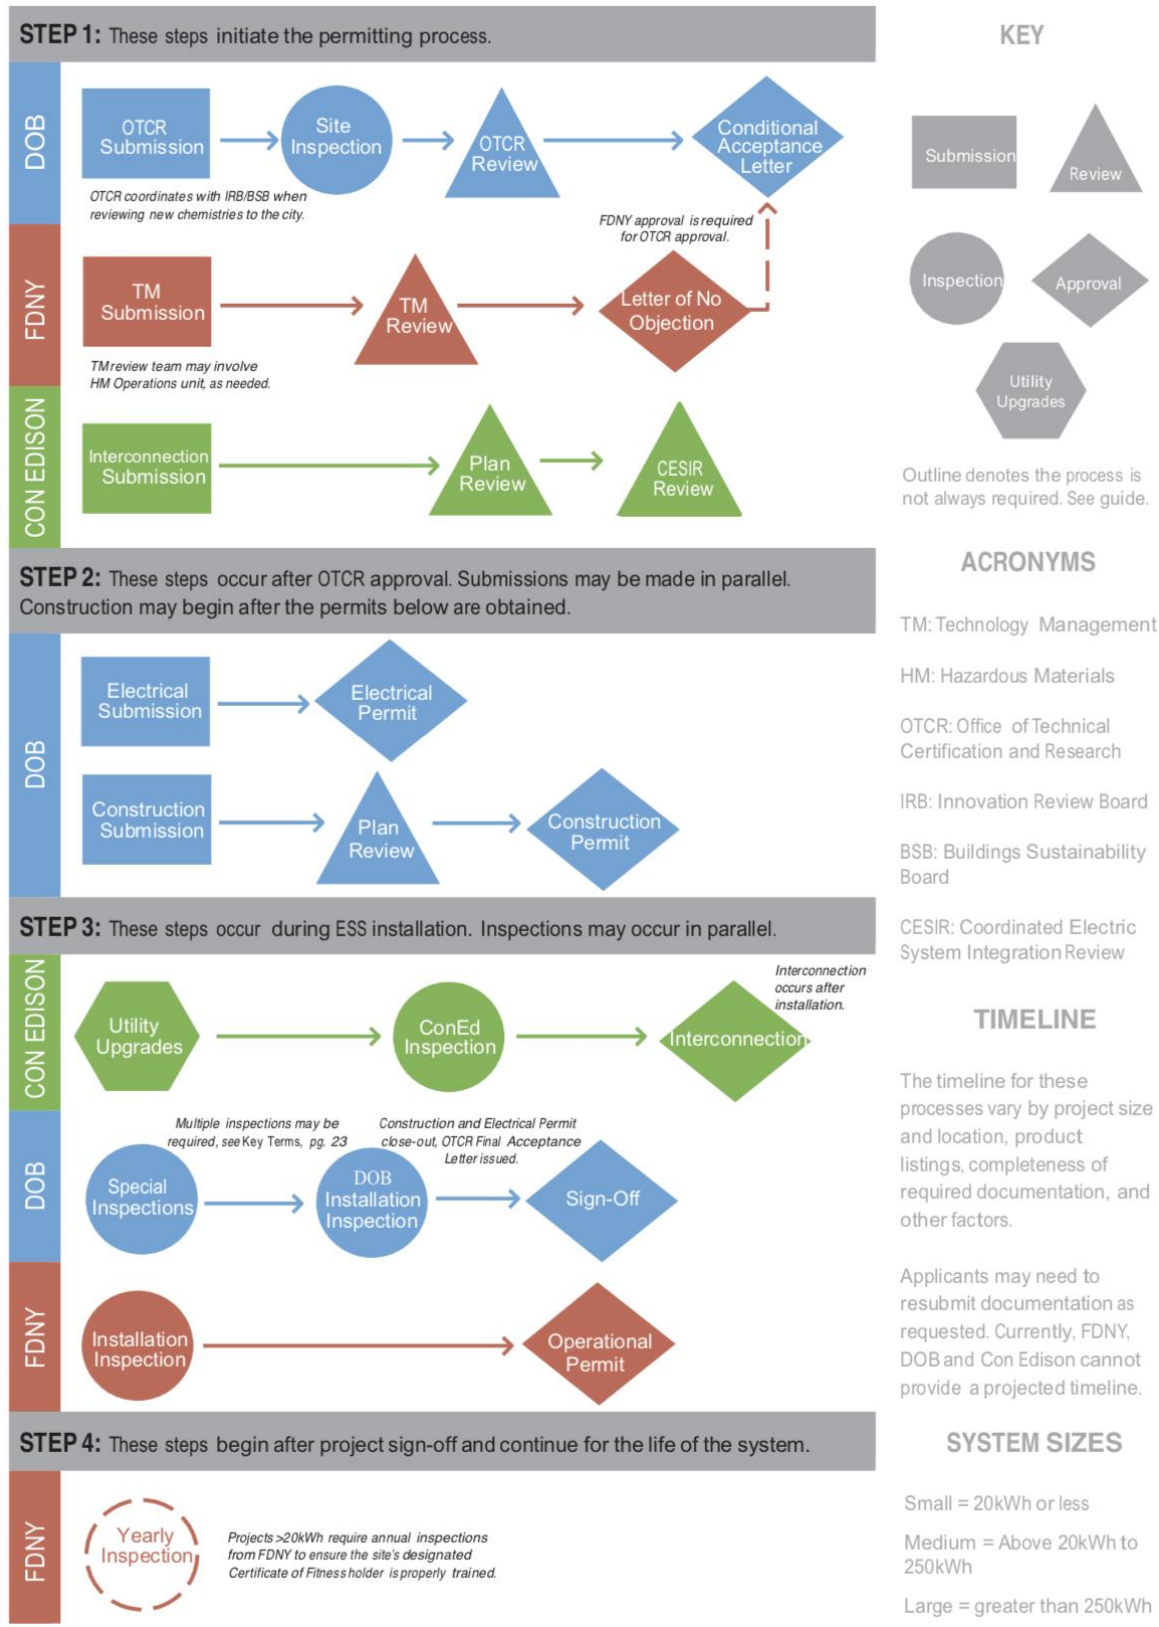 STEP 1: These steps initiate the permitting process.
DOB
OTCR
Submission
Site
Inspection
OTCR
Review
Conditional
Acceptance
Letter
OTCR coordinates with IRB/BSB when
reviewing new chemistries to the city.
FDNY approval is required
for OTCR approval.
FDNY
TM
Submission
TM
Review
Letter of No
Objection
TM review team may involve
HM Operations unit, as needed.
CON EDISON
Interconnection
Submission
Plan
Review
CESIR
Review
STEP 2: These steps occur after OTCR approval. Submissions may be made in parallel.
Construction may begin after the permits below are obtained.
DOB
Electrical
Submission
Electrical
Permit
Construction
Submission
Plan
Review
Construction
Permit
STEP 3: These steps occur during ESS installation. Inspections may occur in parallel.
CON EDISON
Utility
Upgrades
ConEd
Inspection
Interconnection
Interconnection
occurs after
installation.
DOB
Multiple inspections may be
required, see Key Terms, pg. 23
Construction and Electrical Permit
close-out, OTCR Final Acceptance
Letter issued.
Special
Inspections
DOB
Installation
Inspection
Sign-Off
FDNY
Installation
Inspection
Operational
Permit
STEP 4: These steps begin after project sign-off and continue for the life of the system.
FDNY
Yearly
Inspection
Projects >20kWh require annual inspections
from FDNY to ensure the site's designated
Certificate of Fitness holder is properly trained.
KEY
Submission
Review
Inspection
Approval
Utility
Upgrades
Outline denotes the process is
not always required. See guide.
ACRONYMS
TM: Technology Management
HM: Hazardous Materials
OTCR: Office of Technical
Certification and Research
IRB: Innovation Review Board
BSB: Buildings Sustainability
Board
CESIR: Coordinated Electric
System Integration Review
TIMELINE
The timeline for these
processes vary by project size
and location, product
listings, completeness of
required documentation, and
other factors.
Applicants may need to
resubmit documentation as
requested. Currently, FDNY,
DOB and Con Edison cannot
provide a projected timeline.
SYSTEM SIZES
Small = 20kWh or less
Medium = Above 20kWh to
250kWh
Large = greater than 250kWh